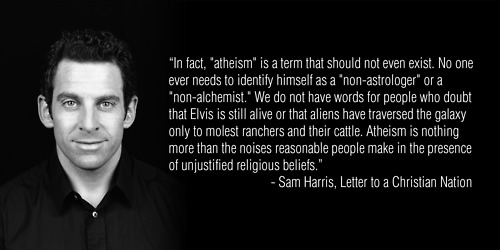 “In fact, "atheism" is a term that should not even exist. No one
ever needs to identify himself as a "non-astrologer" or a
"non-alchemist." We do not have words for people who doubt
that Elvis is still alive or that aliens have traversed the galaxy
only to molest ranchers and their cattle. Atheism is nothing
more than the noises reasonable people make in the presence
of unjustified religious beliefs.”
- Sam Harris, Letter to a Christian Nation